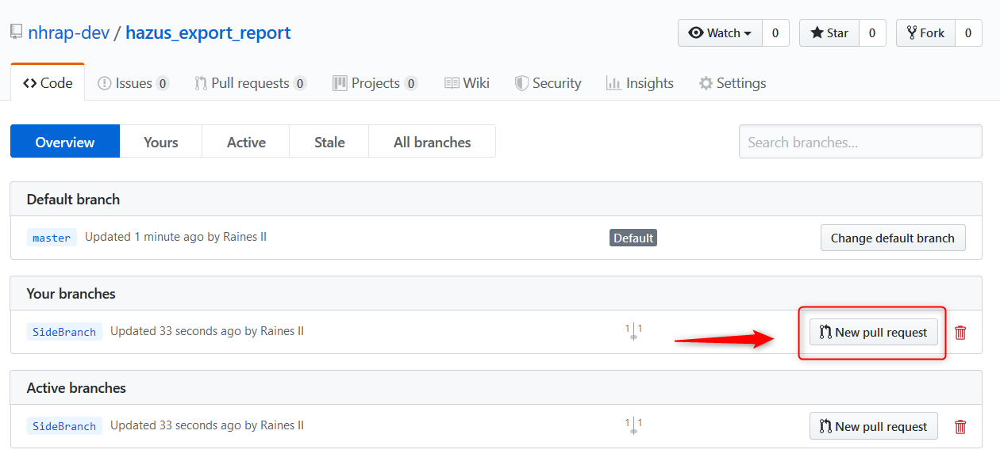 nhrap-dev / hazus_export_report
Watch 0 Star 0 Fork 0
Code Issues 0 Pull requests 0 Projects 0 Wiki Security Insights Settings
Overview Yours Active Stale All branches Search branches...
Default branch
master Updated 1 minute ago by Raines II Default Change default branch
Your branches
SideBranch Updated 33 seconds ago by Raines II 1 1 New pull request
Active branches
SideBranch Updated 33 seconds ago by Raines II 1 1 New pull request